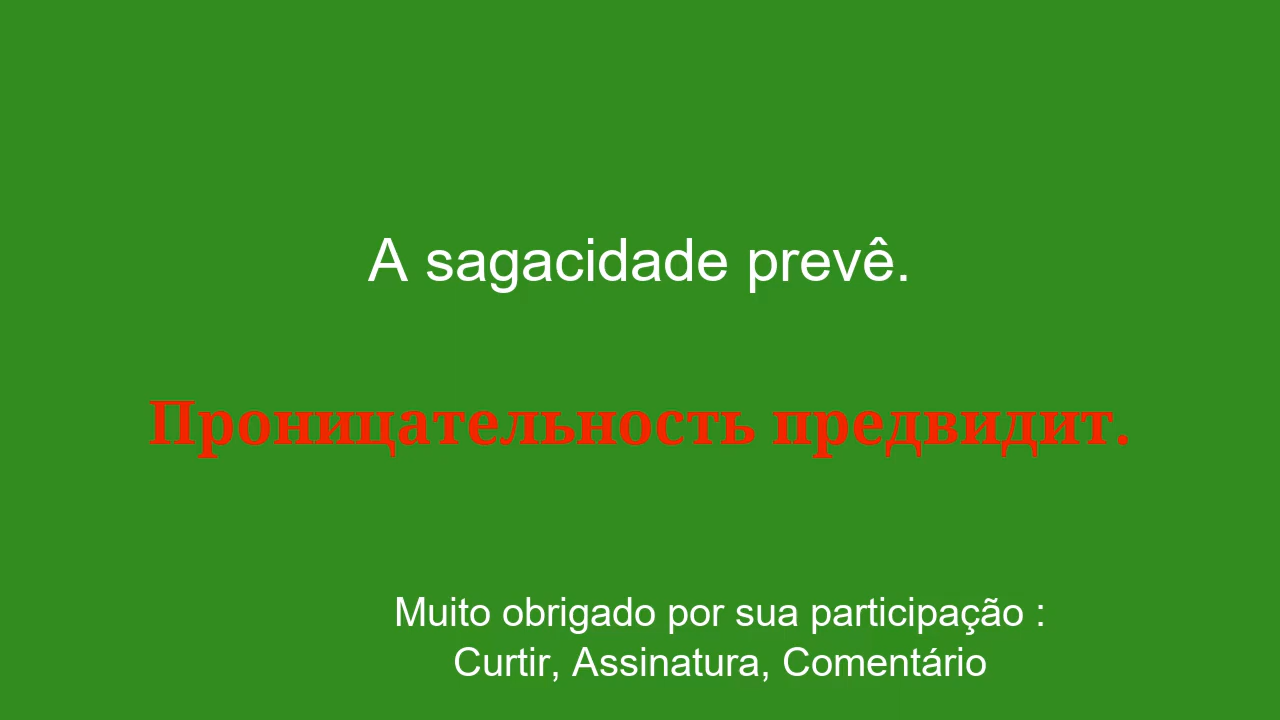 A sagacidade prevê.
Проницательность предвидит.
Muito obrigado por sua participação :
Curtir, Assinatura, Comentário